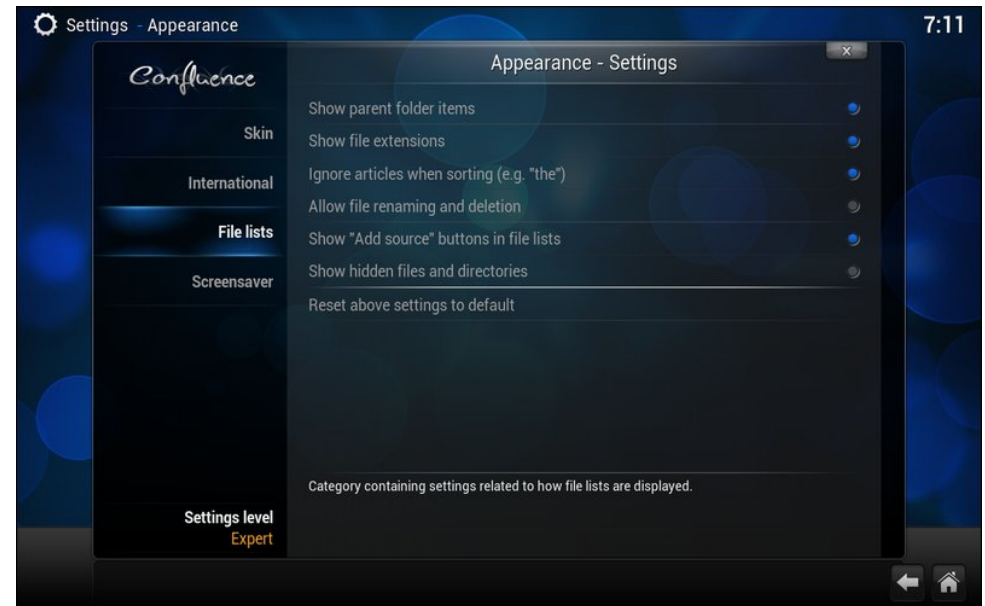 Settings - Appearance
7:11
Confluence
Skin
International
File lists
Screensaver
Settings level
Expert
Appearance - Settings
x
Show parent folder items
Show file extensions
Ignore articles when sorting (e.g. "the")
Allow file renaming and deletion
Show "Add source" buttons in file lists
Show hidden files and directories
Reset above settings to default
Category containing settings related to how file lists are displayed.